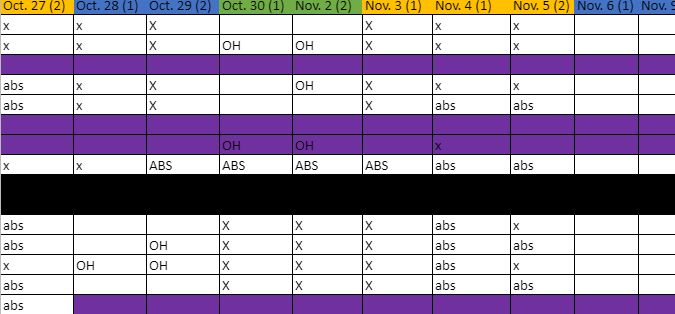 Oct. 27 (2) Oct. 28 (1) Oct. 29 (2) Oct. 30 (1) Nov. 2 (2) Nov. 3 (1) Nov. 4 (1) Nov. 5 (2) Nov. 6 (1) Nov. 9
x x X X x x
x x X OH OH X x x
abs x X OH X x x
abs x X X abs abs
OH OH x
x x ABS ABS ABS ABS abs abs
abs X X X abs x
abs OH X X X abs abs
x OH OH X X X abs x
abs X X X abs abs
abs